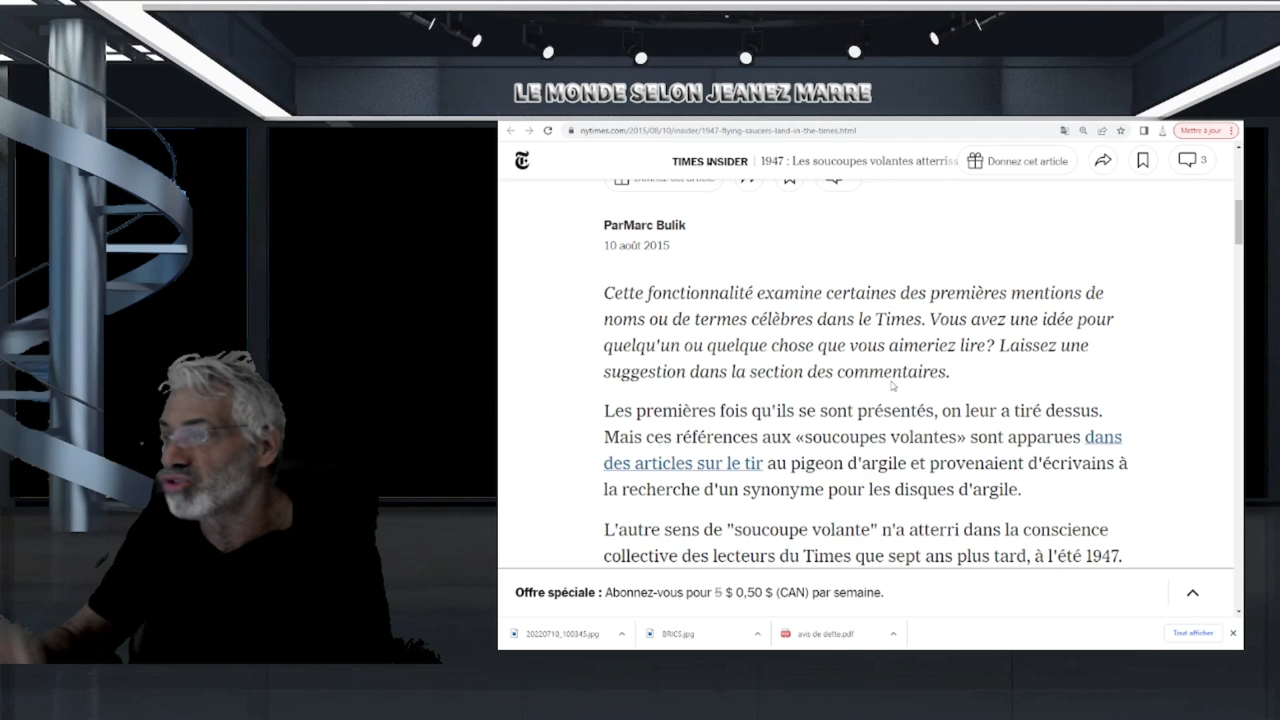 LE MONDE SELON JEANEZ MARRE
nytimes.com/2015/08/10/insider/1947-flying-saucers-land-in-the-times.html
Mettre à jour
TIMES INSIDER 1947 : Les soucoupes volantes atterriss
Donnez cet article
3
Donnez cet article
ParMarc Bulik
10 août 2015
Cette fonctionnalité examine certaines des premières mentions de
noms ou de termes célèbres dans le Times. Vous avez une idée pour
quelqu'un ou quelque chose que vous aimeriez lire? Laissez une
suggestion dans la section des commentaires.
Les premières fois qu'ils se sont présentés, on leur a tiré dessus.
Mais ces références aux «soucoupes volantes» sont apparues dans
des articles sur le tir au pigeon d'argile et provenaient d'écrivains à
la recherche d'un synonyme pour les disques d'argile.
L'autre sens de "soucoupe volante" n'a atterri dans la conscience
collective des lecteurs du Times que sept ans plus tard, à l'été 1947.
Offre spéciale : Abonnez-vous pour 5 $ 0,50 $ (CAN) par semaine.
20220710_100345.jpg
BRICS.jpg
avis de dette.pdf
Tout afficher